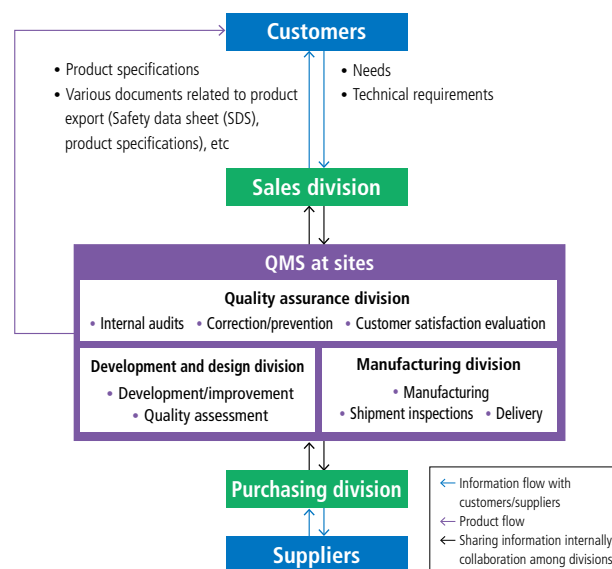 Customers
• Product specifications
• Various documents related to product
export (Safety data sheet (SDS),
product specifications), etc
• Needs
• Technical requirements
Sales division
QMS at sites
Quality assurance division
• Internal audits • Correction/prevention • Customer satisfaction evaluation
Development and design division
• Development/improvement
• Quality assessment
Manufacturing division
• Manufacturing
• Shipment inspections • Delivery
Purchasing division
Suppliers
← Information flow with
customers/suppliers
← Product flow
← Sharing information internally
collaboration among divisions